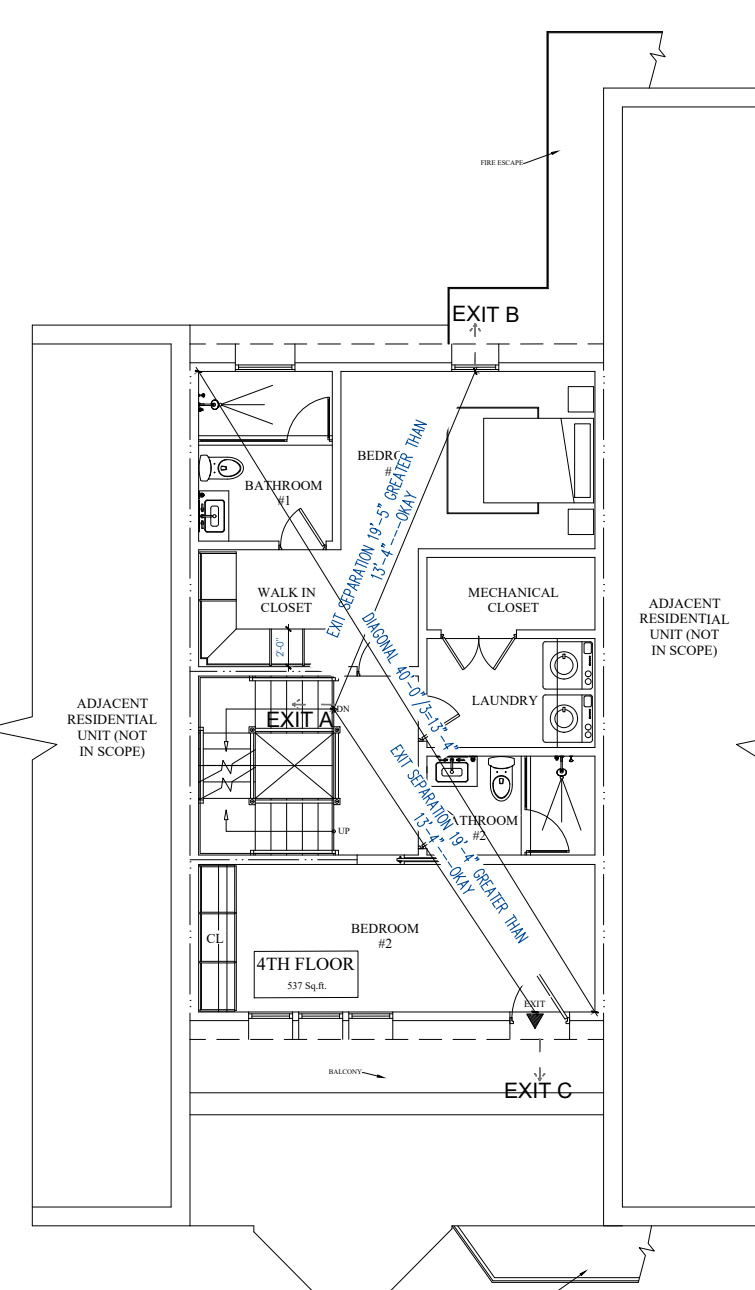 FIRE ESCAPE
EXIT B
BATHROOM
#1
EXIT SEPARATION 19'-5" GREATER THAN
13'-4"---OKAY
WALK IN
CLOSET
2'-0"
MECHANICAL
CLOSET
DIAGONAL 40'-0"/3=13'-4"
LAUNDRY
ADJACENT
RESIDENTIAL
UNIT (NOT
IN SCOPE)
ADJACENT
RESIDENTIAL
UNIT (NOT
IN SCOPE)
EXIT A
DN
UP
EXIT SEPARATION 19'-4" GREATER THAN
13'-4"---OKAY
#2
BEDROOM
#2
CL
4TH FLOOR
537 Sq.ft.
EXIT
BALCONY
EXIT C